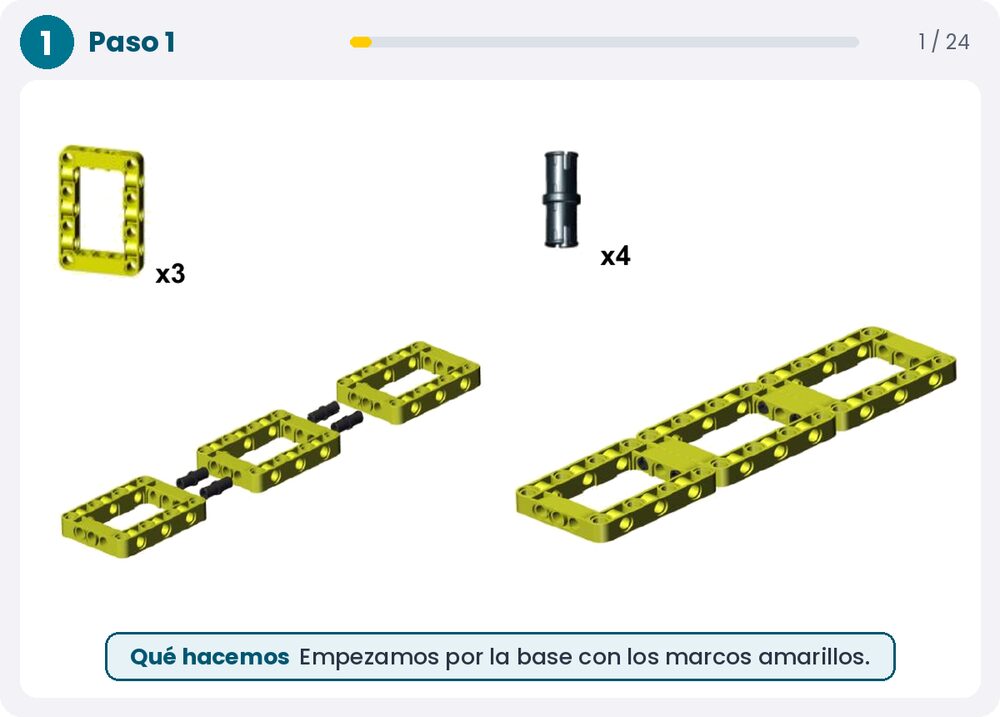 1 Paso 1
1 / 24
x3
x4
Qué hacemos Empezamos por la base con los marcos amarillos.